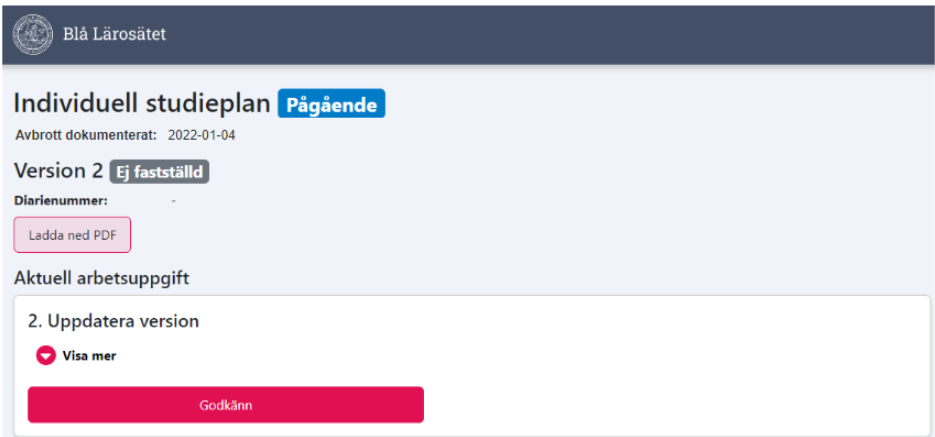 Blå Lärosätet
Individuell studieplan Pågående
Avbrott dokumenterat: 2022-01-04
Version 2 Ej fastställd
Diarienummer: -
Ladda ned PDF
Aktuell arbetsuppgift
2. Uppdatera version
Visa mer
Godkänn